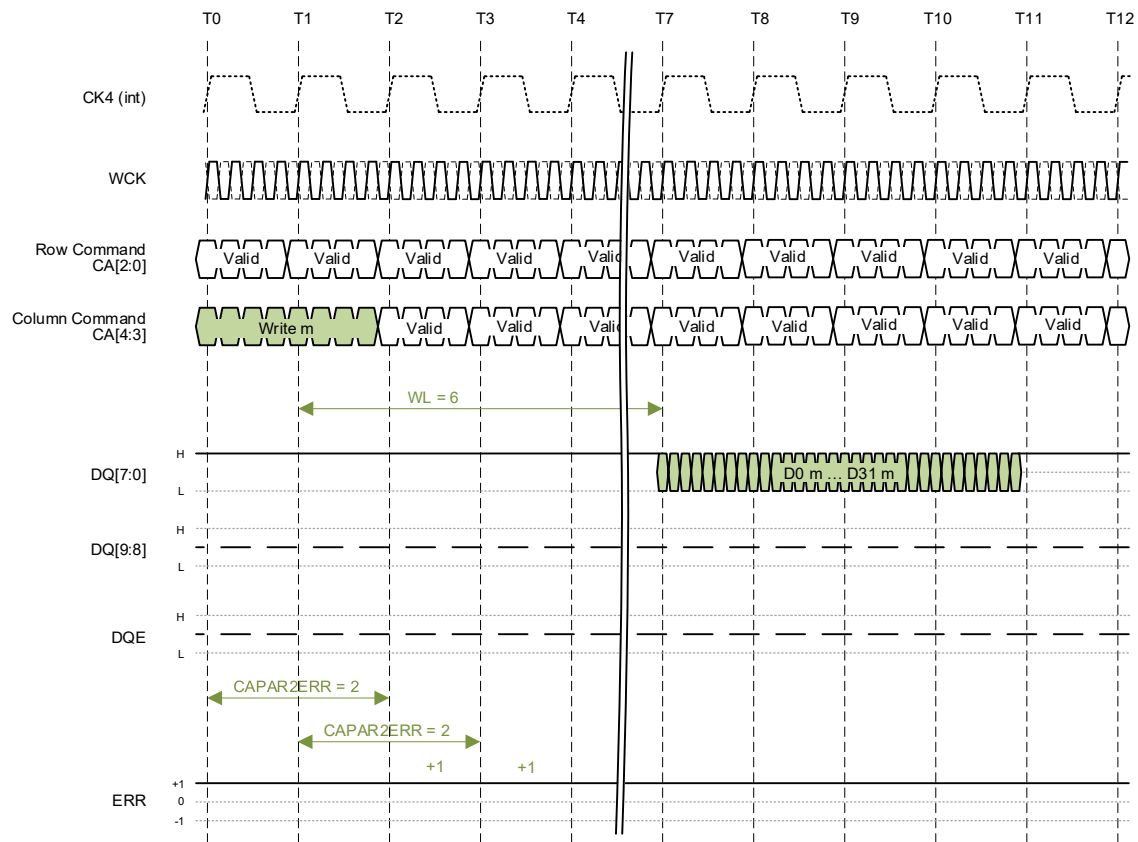 T0 T1 T2 T3 T4 T7 T8 T9 T10 T11 T12
CK4 (int)
WCK
Row Command
CA[2:0]
Valid Valid Valid Valid Valid Valid Valid Valid Valid Valid
Column Command
CA[4:3]
Write m Valid Valid Valid Valid Valid Valid Valid Valid
WL = 6
H
DQ[7:0]
D0 m ... D31 m
L
H
DQ[9:8]
L
H
DQE
L
CAPAR2ERR = 2
CAPAR2ERR = 2
+1 +1
+1
ERR
0
-1